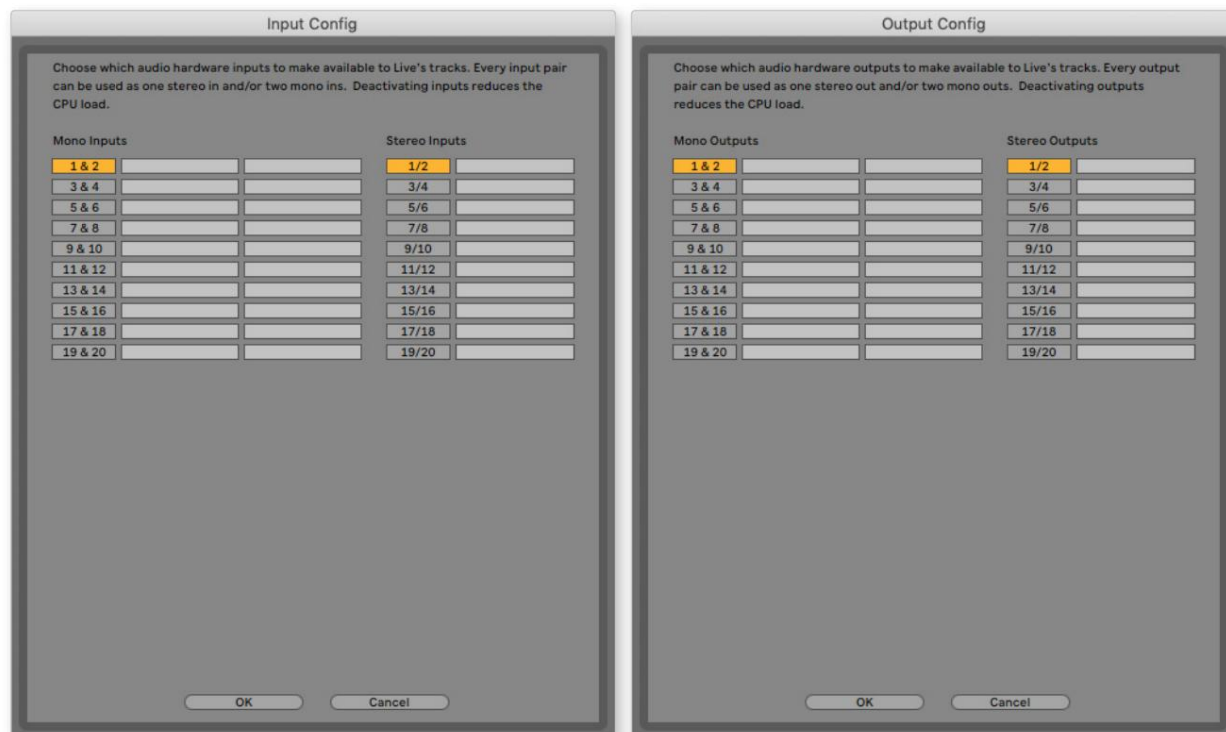 Input Config
Choose which audio hardware inputs to make available to Live's tracks. Every input pair
can be used as one stereo in and/or two mono ins. Deactivating inputs reduces the
CPU load.
Mono Inputs
Stereo Inputs
1 & 2
1/2
3 & 4
3/4
5 & 6
5/6
7 & 8
7/8
9 & 10
9/10
11 & 12
11/12
13 & 14
13/14
15 & 16
15/16
17 & 18
17/18
19 & 20
19/20
OK
Cancel
Output Config
Choose which audio hardware outputs to make available to Live's tracks. Every output
pair can be used as one stereo out and/or two mono outs. Deactivating outputs
reduces the CPU load.
Mono Outputs
Stereo Outputs
1 & 2
1/2
3 & 4
3/4
5 & 6
5/6
7 & 8
7/8
9 & 10
9/10
11 & 12
11/12
13 & 14
13/14
15 & 16
15/16
17 & 18
17/18
19 & 20
19/20
OK
Cancel